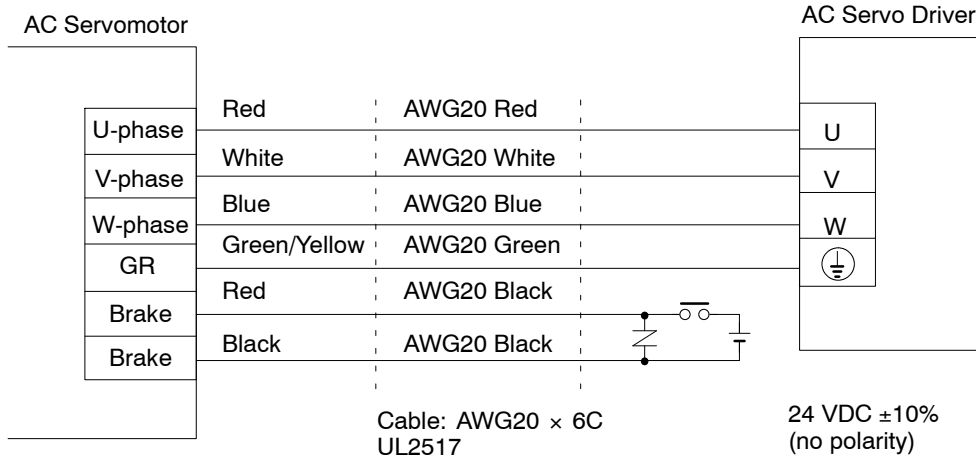 AC Servomotor
AC Servo Driver
U-phase Red AWG20 Red U
V-phase White AWG20 White V
W-phase Blue AWG20 Blue W
GR Green/Yellow AWG20 Green
Brake Red AWG20 Black
Brake Black AWG20 Black
Cable: AWG20 × 6C
UL2517
24 VDC ±10%
(no polarity)